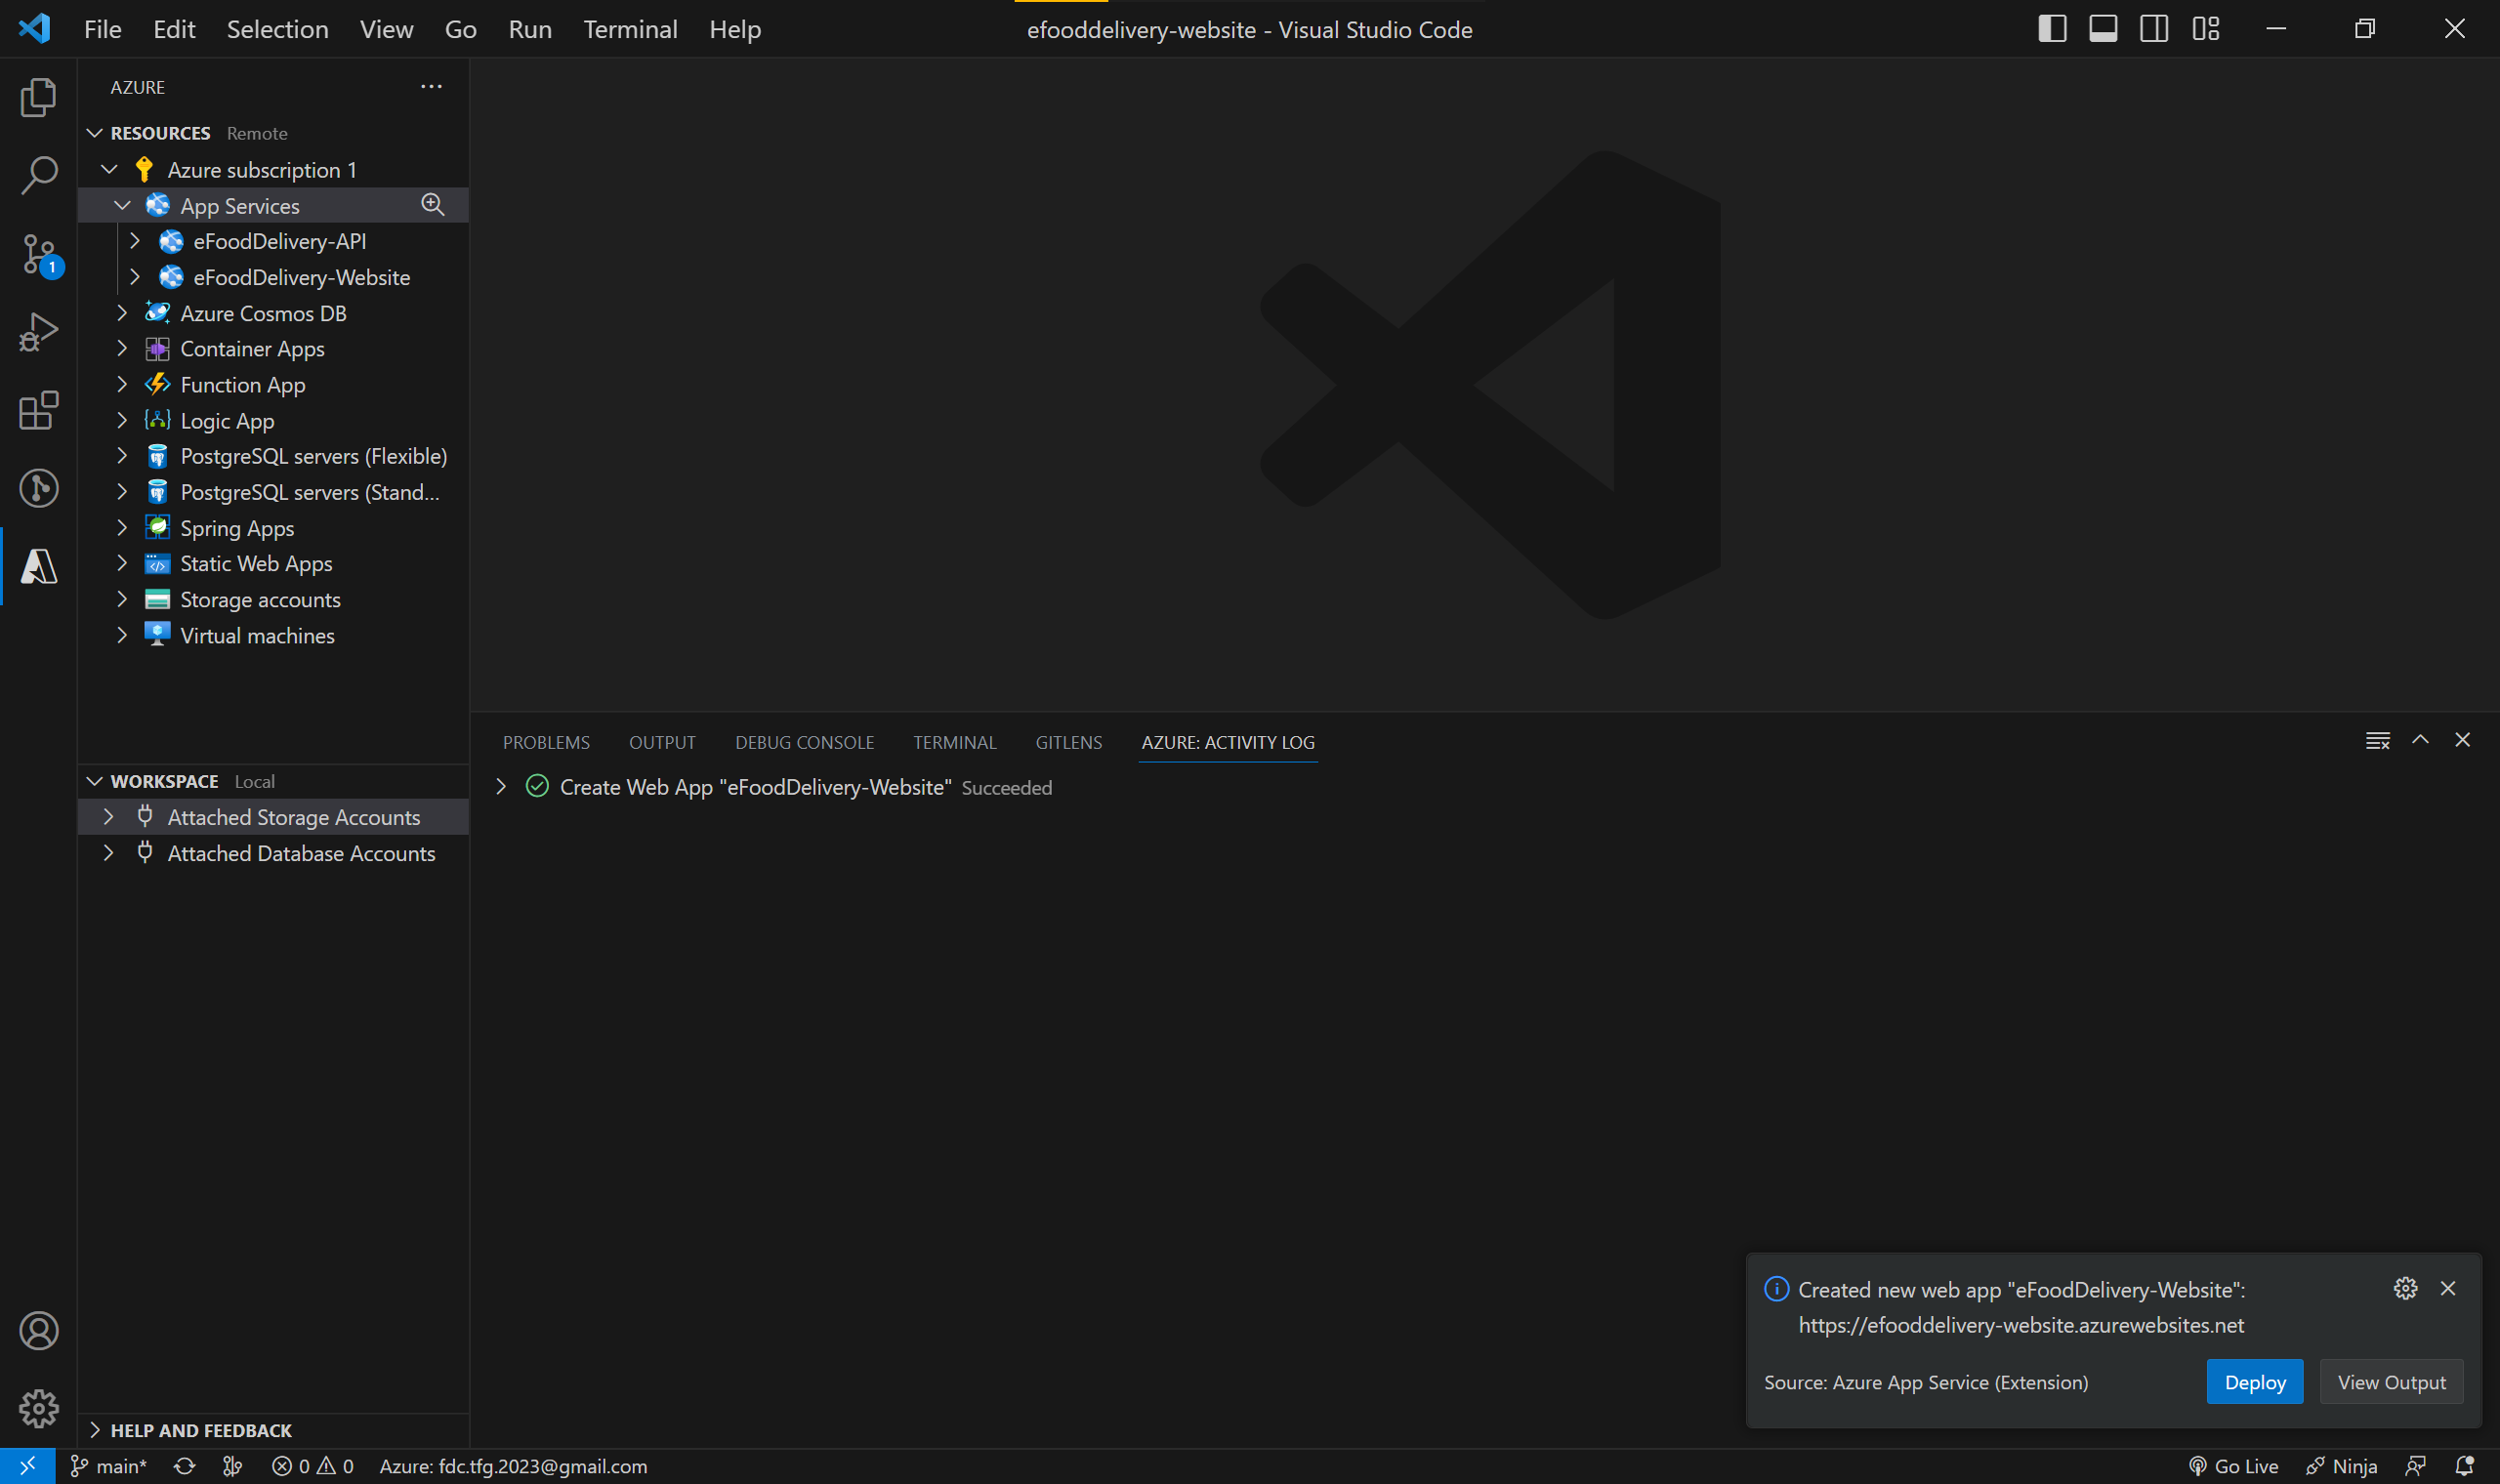 File Edit Selection View Go Run Terminal Help
efooddelivery-website - Visual Studio Code
AZURE
RESOURCES Remote
Azure subscription 1
App Services
eFoodDelivery-API
eFoodDelivery-Website
Azure Cosmos DB
Container Apps
Function App
Logic App
PostgreSQL servers (Flexible)
PostgreSQL servers (Stand...
Spring Apps
Static Web Apps
Storage accounts
Virtual machines
WORKSPACE Local
Attached Storage Accounts
Attached Database Accounts
HELP AND FEEDBACK
1
PROBLEMS OUTPUT DEBUG CONSOLE TERMINAL GITLENS AZURE: ACTIVITY LOG
Create Web App "eFoodDelivery-Website" Succeeded
Created new web app "eFoodDelivery-Website":
https://efooddelivery-website.azurewebsites.net
Source: Azure App Service (Extension)
Deploy
View Output
main* 0 0 Azure: fdc.tfg.2023@gmail.com
Go Live Ninja